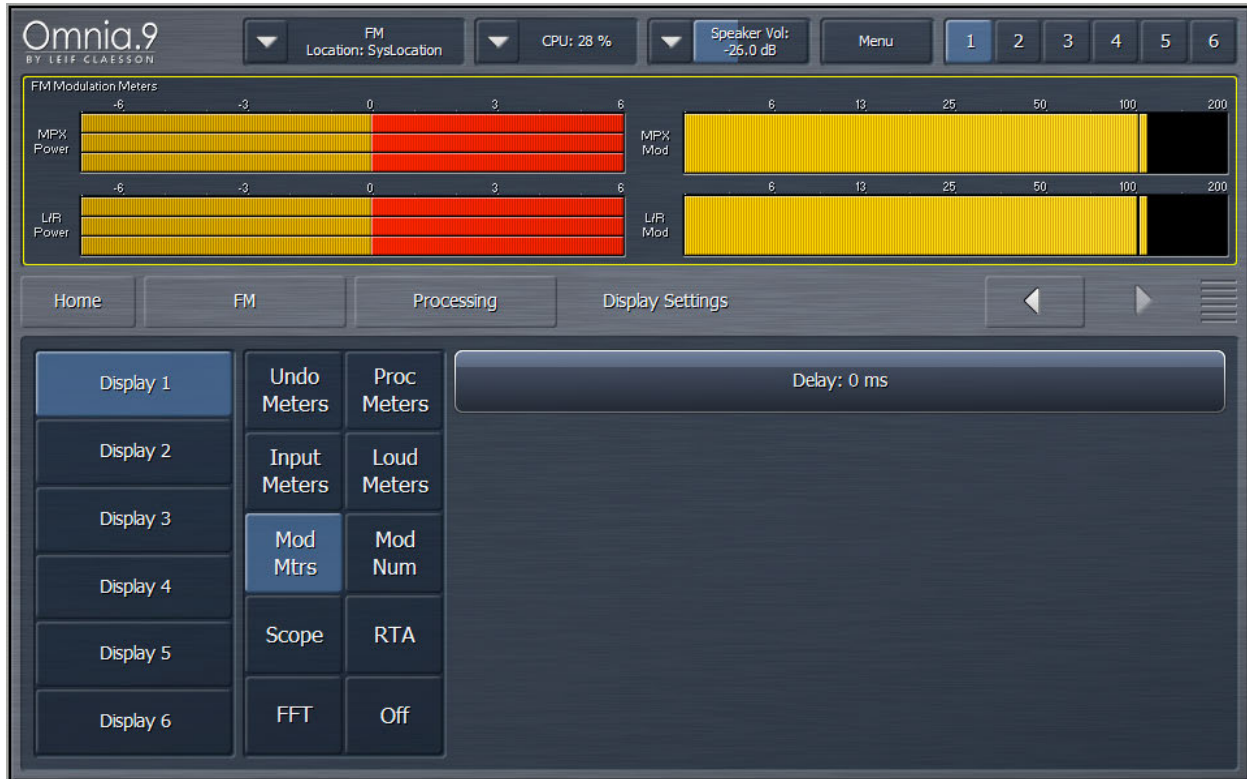 Omnia.9
BY LEIF CLAESSON
FM
Location: SysLocation
CPU: 28 %
Speaker Vol:
-26.0 dB
Menu
1 2 3 4 5 6
FM Modulation Meters
-6 -3 0 3 6
MPX
Power
6 13 25 50 100 200
MPX
Mod
-6 -3 0 3 6
L/R
Power
6 13 25 50 100 200
L/R
Mod
Home
FM
Processing
Display Settings
Display 1
Display 2
Display 3
Display 4
Display 5
Display 6
Undo
Meters
Proc
Meters
Input
Meters
Loud
Meters
Mod
Mtrs
Mod
Num
Scope
RTA
FFT
Off
Delay: 0 ms